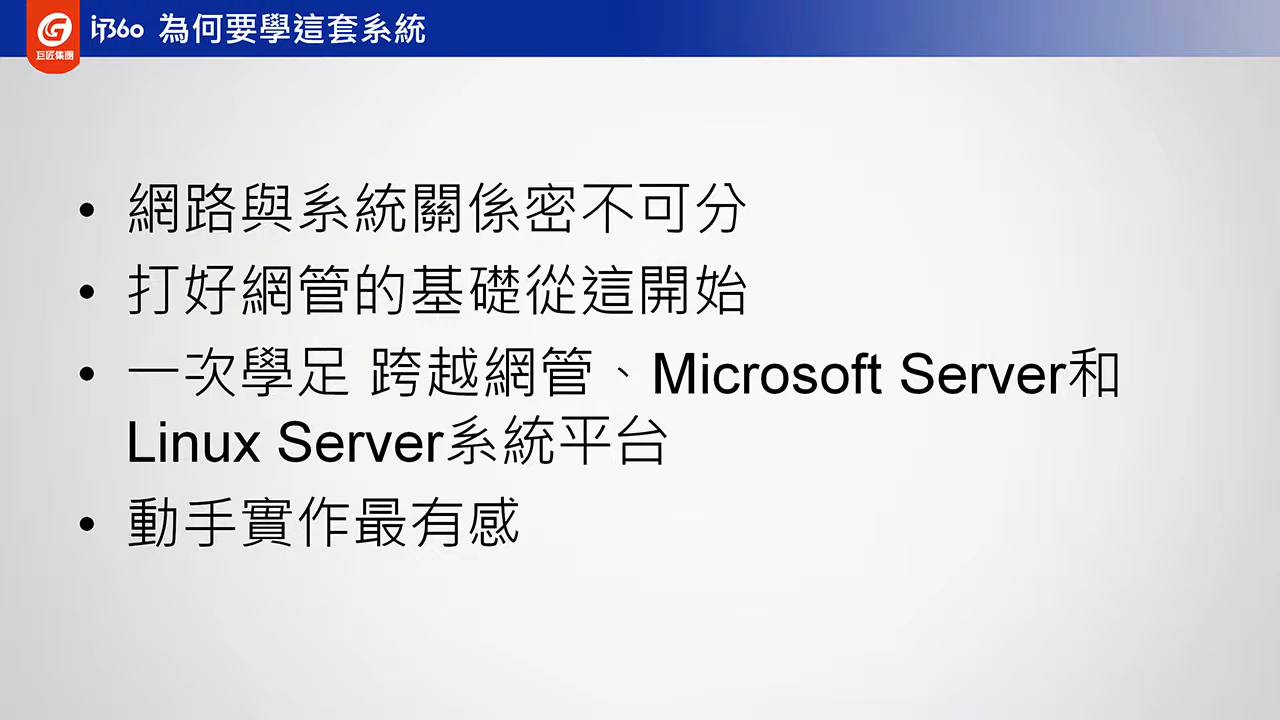 巨匠集團
iT360 為何要學這套系統
• 網路與系統關係密不可分
• 打好網管的基礎從這開始
• 一次學足 跨越網管、Microsoft Server和
Linux Server系統平台
• 動手實作最有感